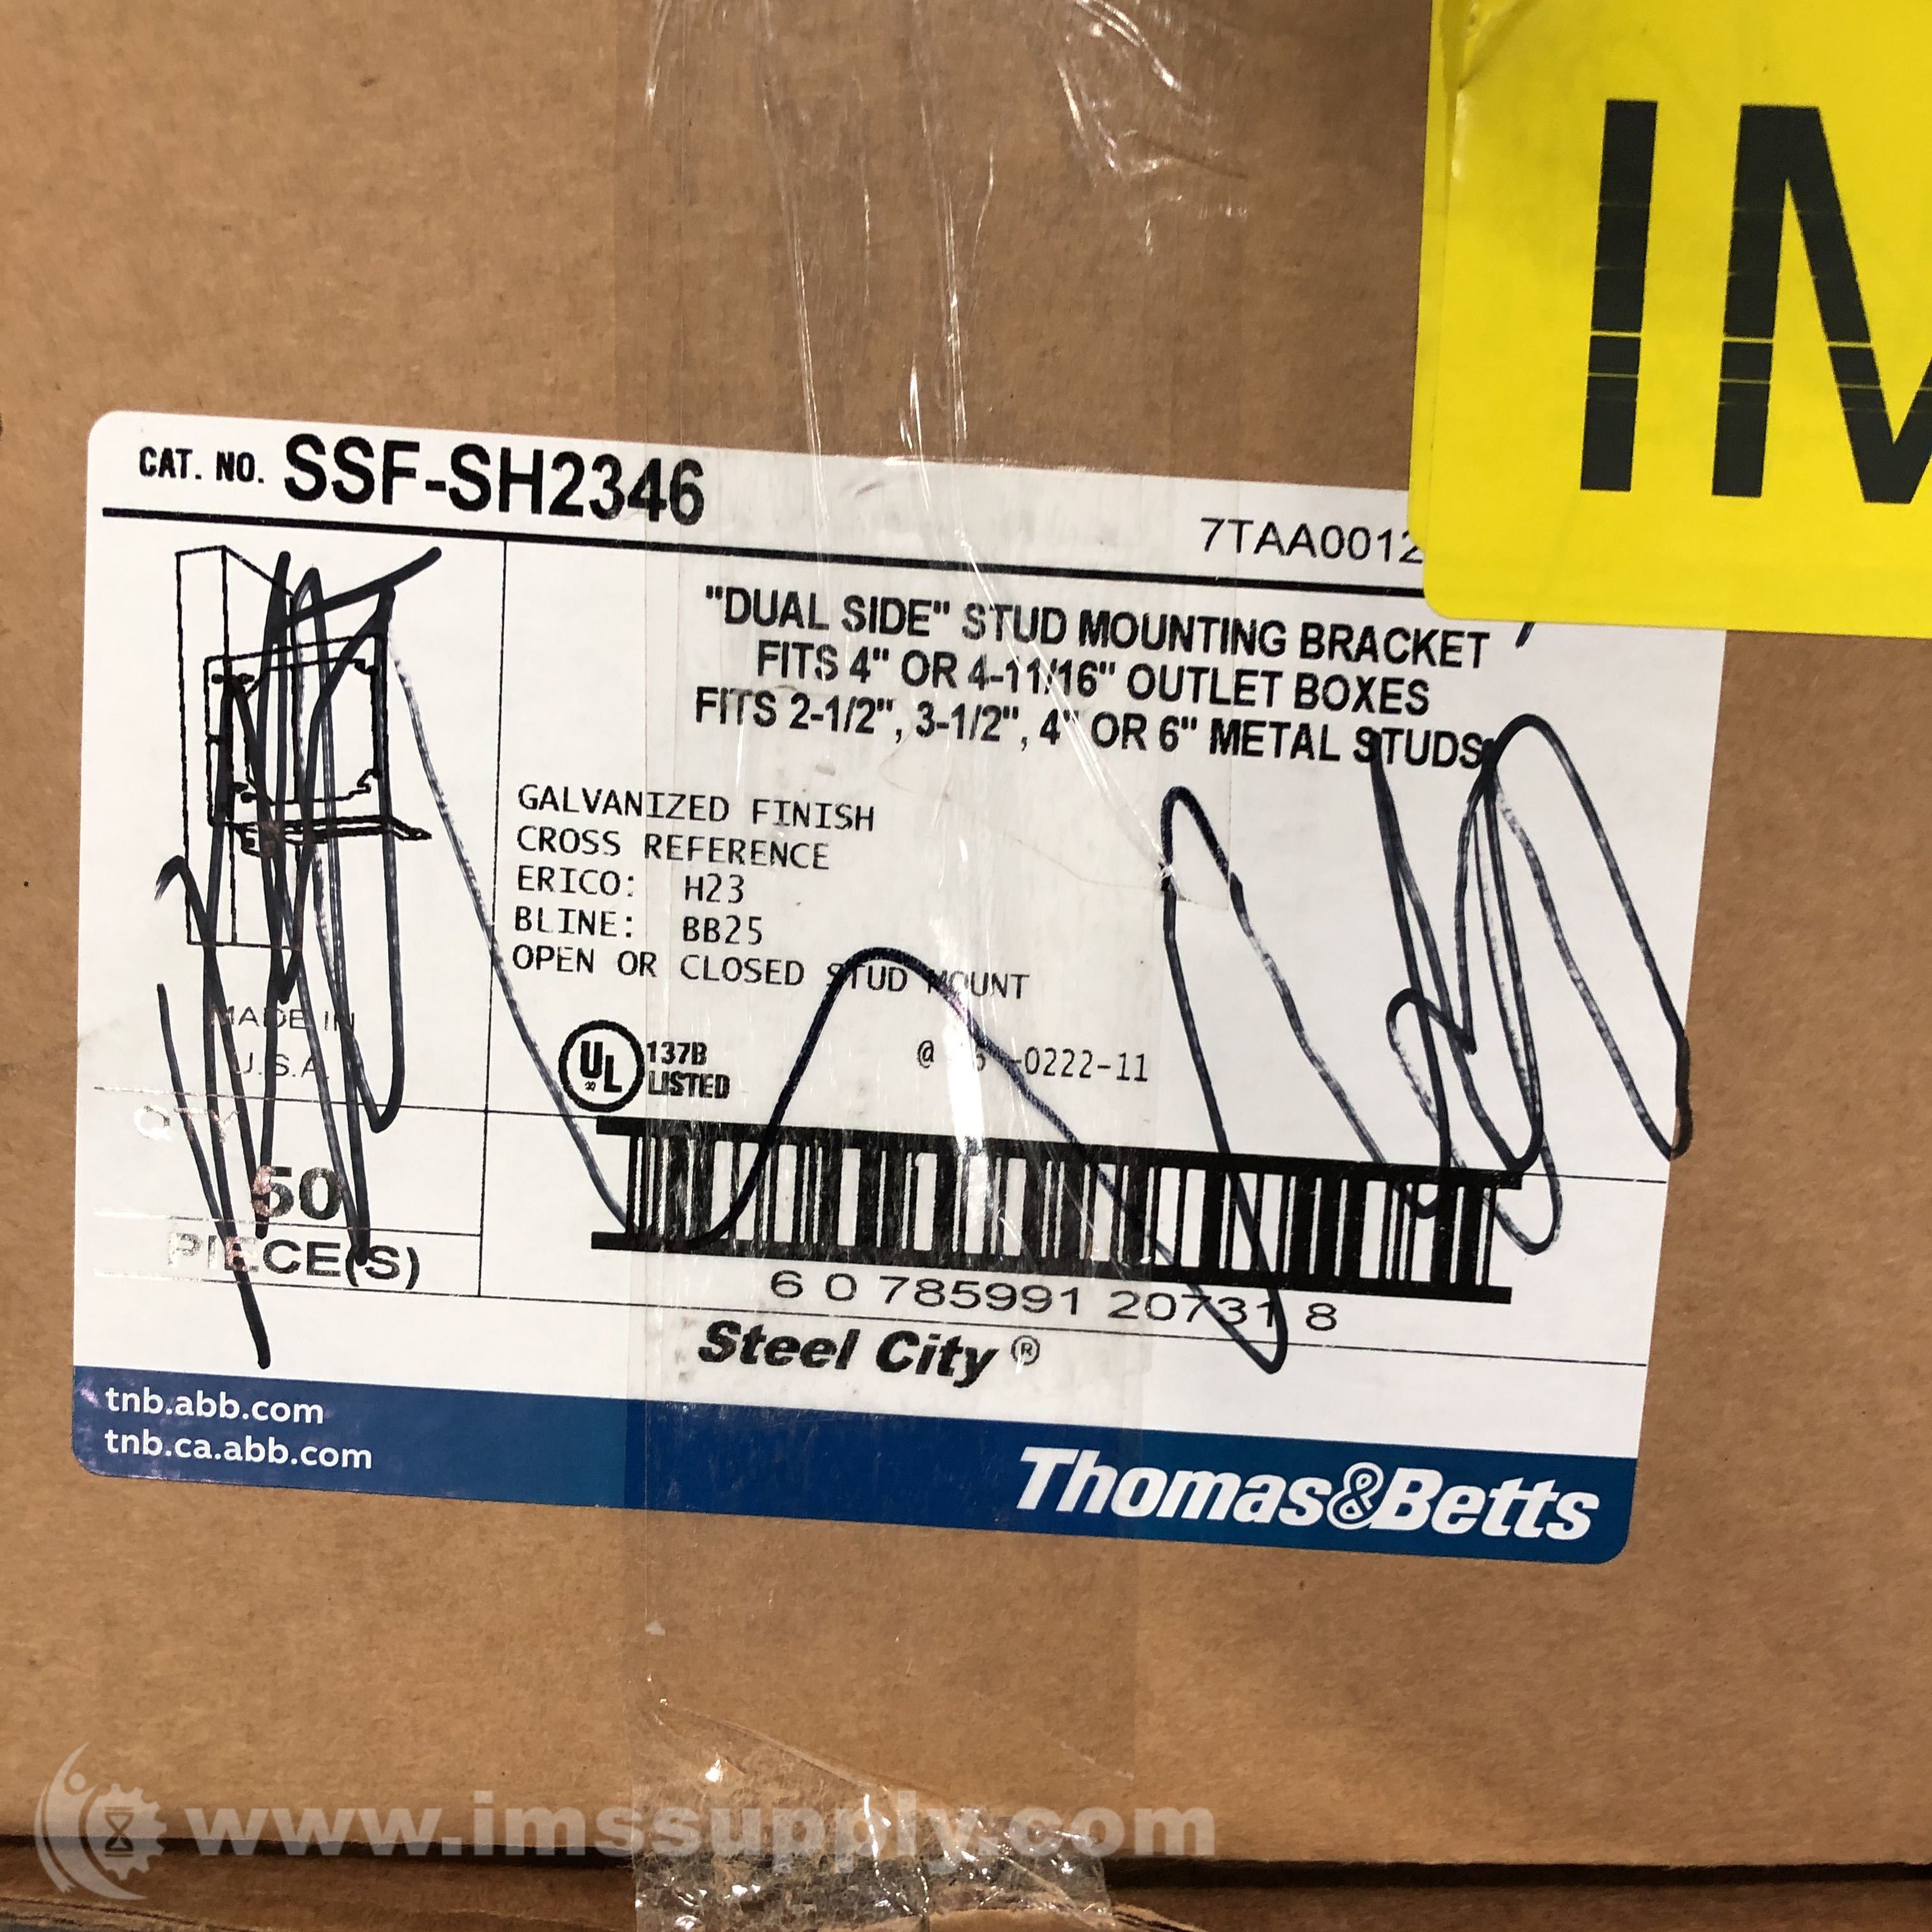 IM
CAT. NO. SSF-SH2346
7TAA0012
"DUAL SIDE" STUD MOUNTING BRACKET
FITS 4" OR 4-11/16" OUTLET BOXES
FITS 2-1/2", 3-1/2", 4" OR 6" METAL STUDS
GALVANIZED FINISH
CROSS REFERENCE
ERICO: H23
BLINE: BB25
OPEN OR CLOSED STUD MOUNT
MADE IN
U.S.A.
UL 137B
LISTED
@ -0222-11
QTY
50
PIECE(S)
6 0 785991 207318
Steel City ®
tnb.abb.com
tnb.ca.abb.com
Thomas&Betts
www.imssupply.com